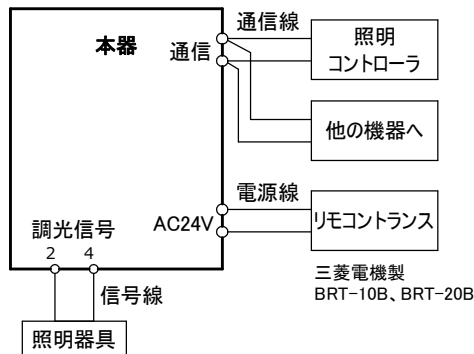 本器
通信線
通信
照明
コントローラ
他の機器へ
電源線
AC24V
リモコントランス
調光信号
2 4
信号線
三菱電機製
BRT-10B、BRT-20B
照明器具